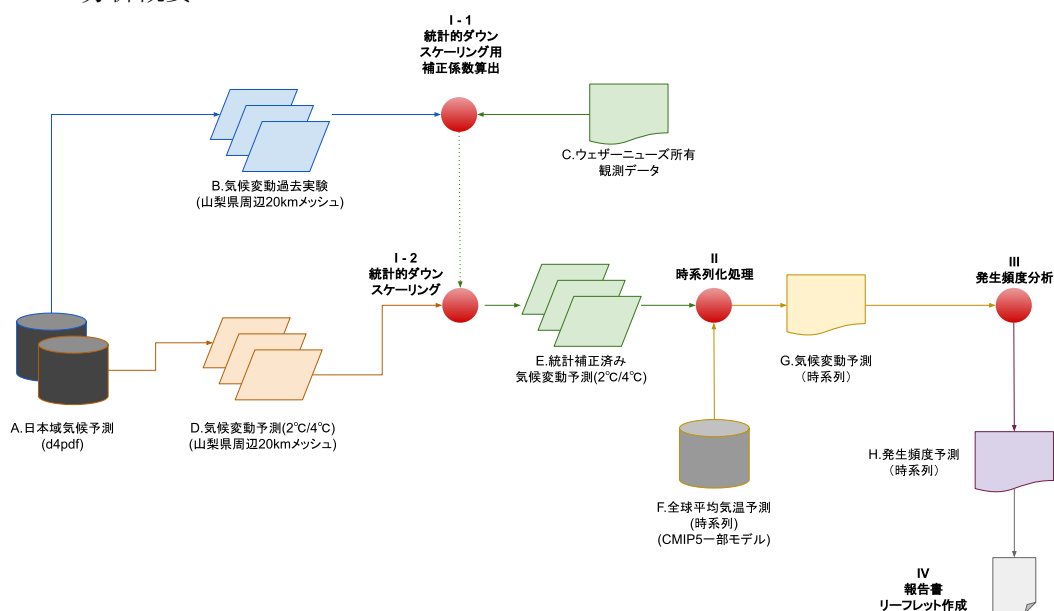 I - 1
統計的ダウン
スケーリング用
補正係数算出
B.気候変動過去実験
(山梨県周辺20kmメッシュ)
C.ウェザーニューズ所有
観測データ
I - 2
統計的ダウン
スケーリング
II
時系列化処理
III
発生頻度分析
A.日本域気候予測
(d4pdf)
D.気候変動予測(2℃/4℃)
(山梨県周辺20kmメッシュ)
E.統計補正済み
気候変動予測(2℃/4℃)
G.気候変動予測
（時系列）
F.全球平均気温予測
(時系列)
(CMIP5一部モデル)
H.発生頻度予測
（時系列）
IV
報告書
リーフレット作成